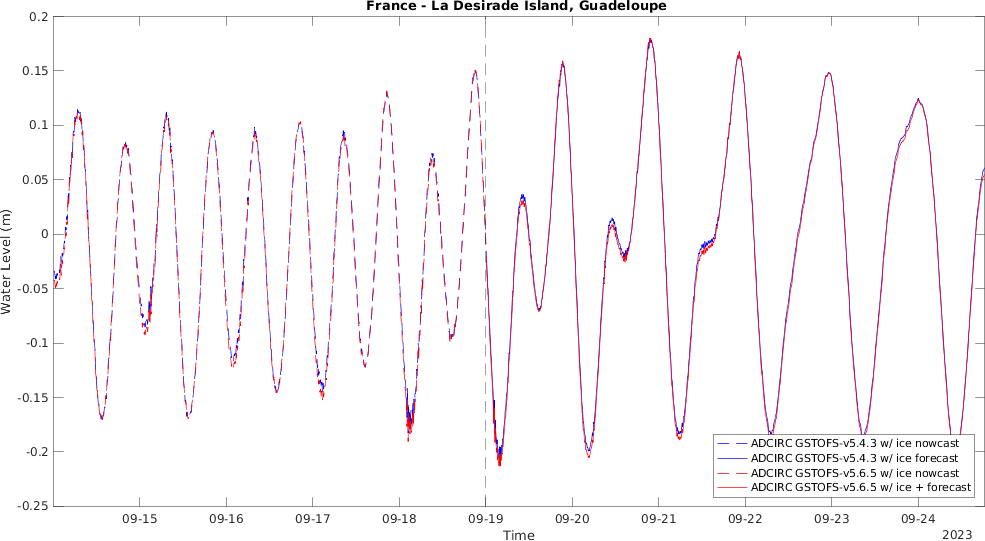 France - La Desirade Island, Guadeloupe
0.2
0.15
0.1
0.05
0
-0.05
-0.1
-0.15
-0.2
-0.25
Water Level (m)
ADCIRC GSTOFS-v5.4.3 w/ ice nowcast
ADCIRC GSTOFS-v5.4.3 w/ ice forecast
ADCIRC GSTOFS-v5.6.5 w/ ice nowcast
ADCIRC GSTOFS-v5.6.5 w/ ice + forecast
09-15 09-16 09-17 09-18 09-19 09-20 09-21 09-22 09-23 09-24
Time
2023